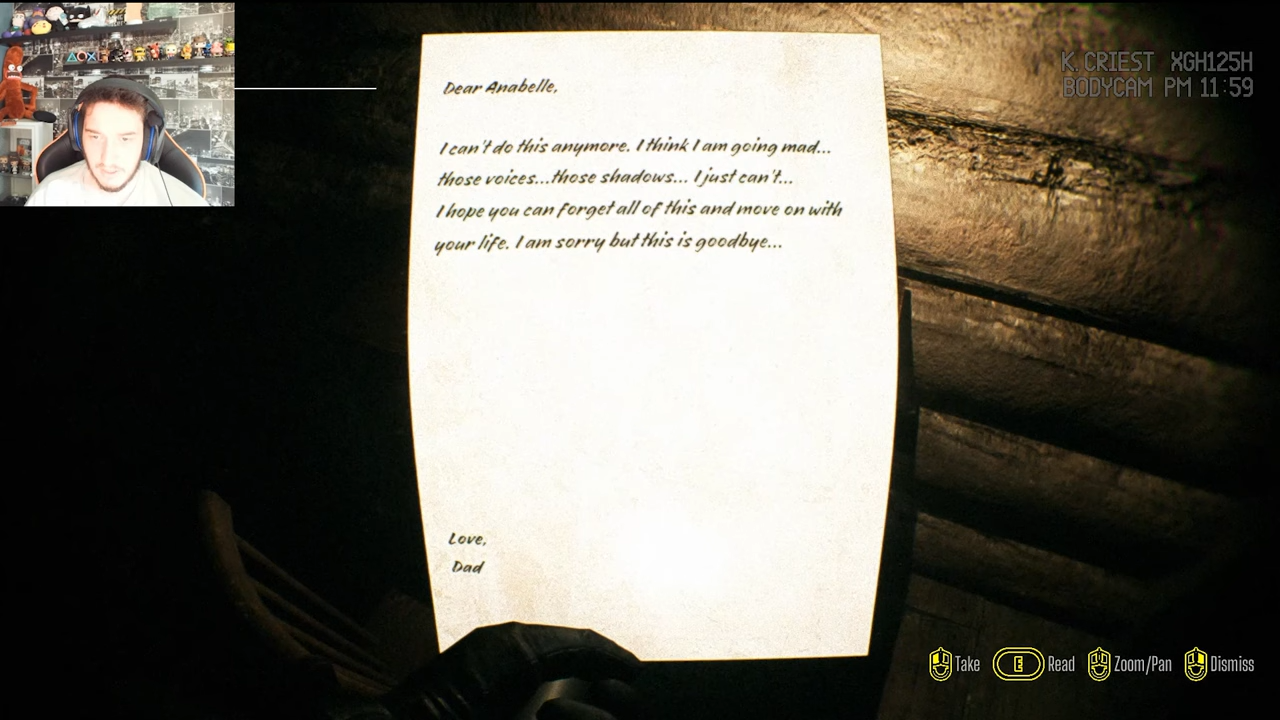 K.CRIEST XGH125H
BODYCAM PM 11:59
Dear Anabelle,
I can't do this anymore. I think I am going mad...
those voices...those shadows... I just can't...
I hope you can forget all of this and move on with
your life. I am sorry but this is goodbye...
Love,
Dad
Take E Read Zoom/Pan Dismiss